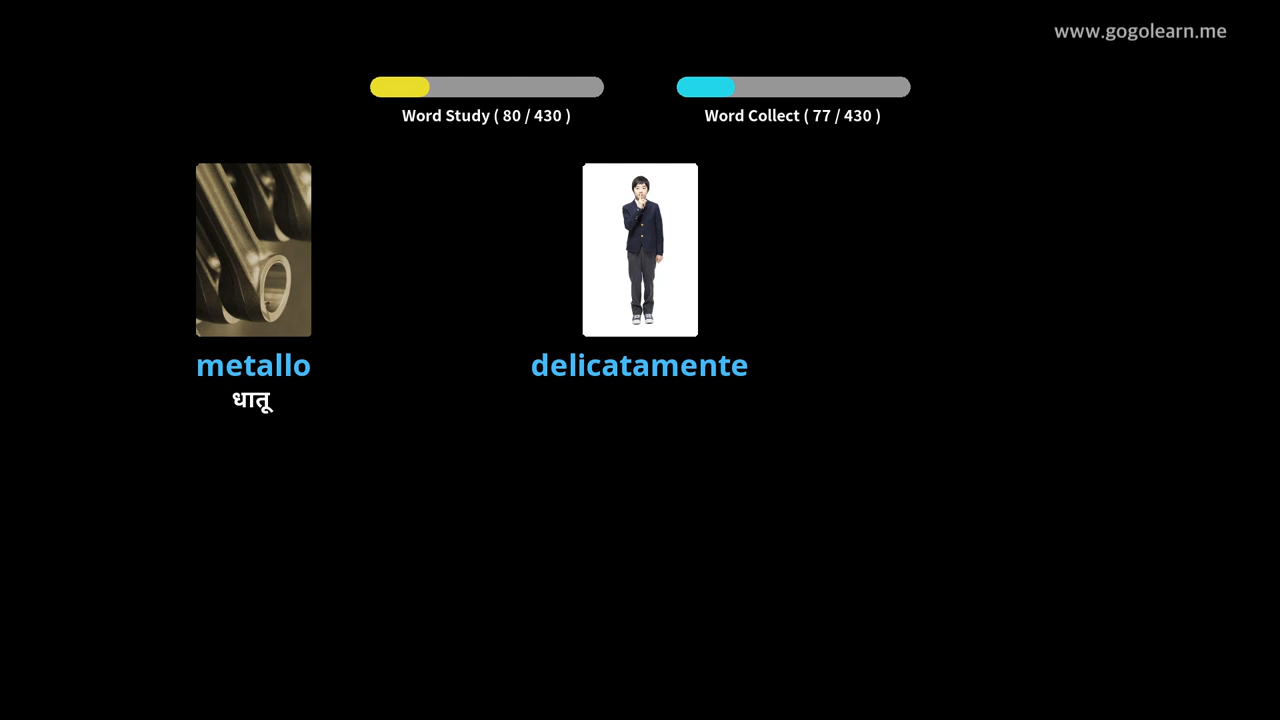 www.gogolearn.me
Word Study ( 80 / 430 )
Word Collect ( 77 / 430 )
metallo
धातू
delicatamente